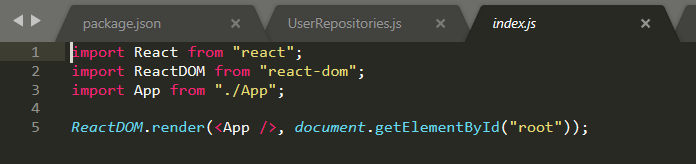 package.json UserRepositories.js index.js
1 import React from "react";
2 import ReactDOM from "react-dom";
3 import App from "./App";
4
5 ReactDOM.render(<App />, document.getElementById("root"));